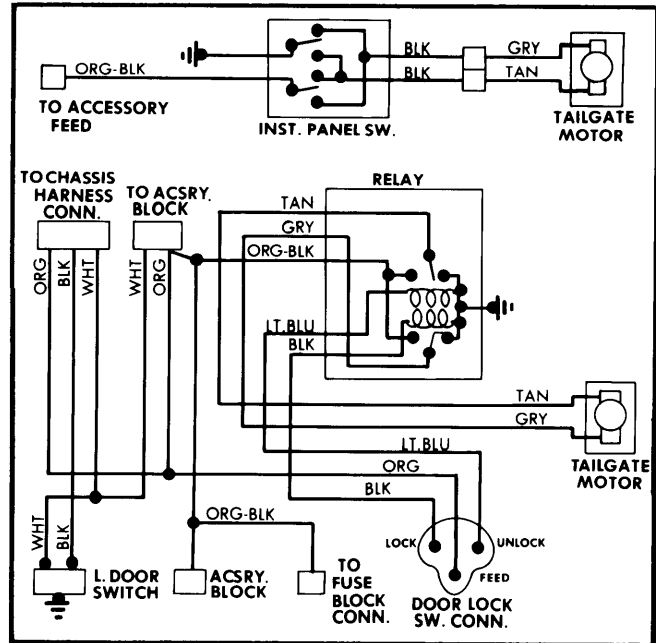 ORG-BLK
TO ACCESSORY
FEED
INST. PANEL SW.
BLK
BLK
GRY
TAN
TAILGATE
MOTOR
TO CHASSIS
HARNESS
CONN.
TO ACSRY.
BLOCK
RELAY
TAN
GRY
ORG-BLK
ORG
BLK
WHT
WHT
ORG
LT.BLU
BLK
TAN
GRY
LT.BLU
ORG
BLK
TAILGATE
MOTOR
WHT
BLK
ORG-BLK
LOCK
UNLOCK
FEED
L. DOOR
SWITCH
ACSRY.
BLOCK
TO
FUSE
BLOCK
CONN.
DOOR LOCK
SW. CONN.